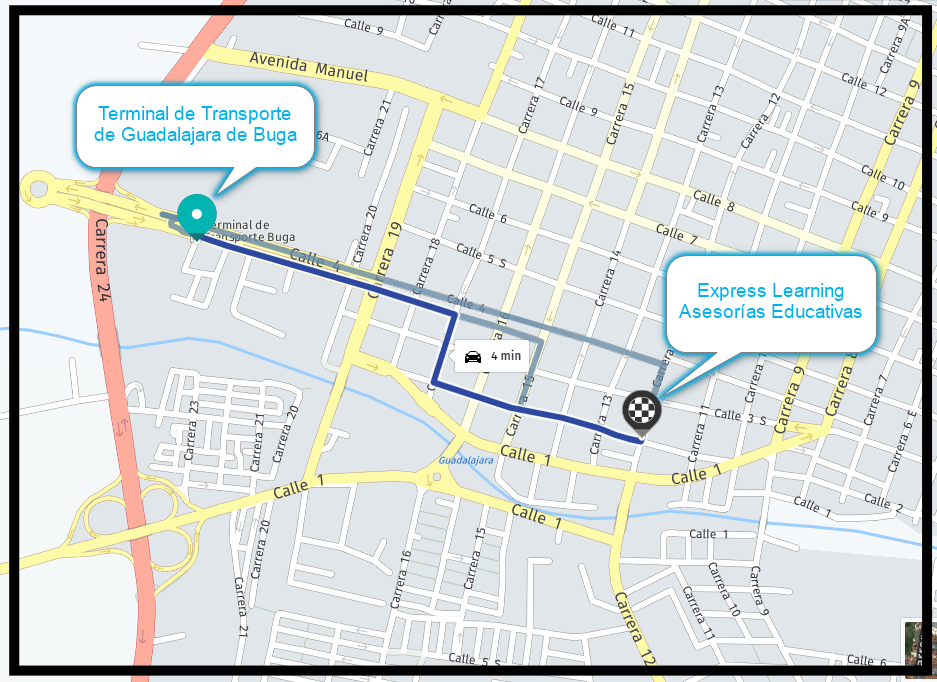 Calle 9
Carrera
Calle 11
Carrera 9A
Avenida Manuel
Carrera 17
Carrera 15
Carrera 13
Carrera 12
Calle 12
Carrera 9
Calle 9
Carrera 21
Terminal de Transporte
de Guadalajara de Buga
6A
Calle 10
Calle 8
Calle 9
Calle 6
Carrera 20
Terminal de
Transporte Buga
Carrera 19
Carrera 18
Calle 7
Calle 5 S
Carrera 24
Calle 4
Carrera 14
Calle 4
16
Express Learning
Asesorías Educativas
4 min
Carrera
15
Carrera 13
Carrera 11
Calle 3 S
Carrera 9
Carrera 8
Carrera 7
Carrera 6 E
Carrera 23
Carrera 21
Carrera 20
Calle 1
Guadalajara
Calle 1
Calle 1
Calle 1
Calle 1
Calle 2
Calle 1
Carrera 20
Carrera 21
Carrera 16
Carrera 15
Carrera 12
Carrera 11
Carrera 10
Carrera 9
Calle 5 S
Calle 6